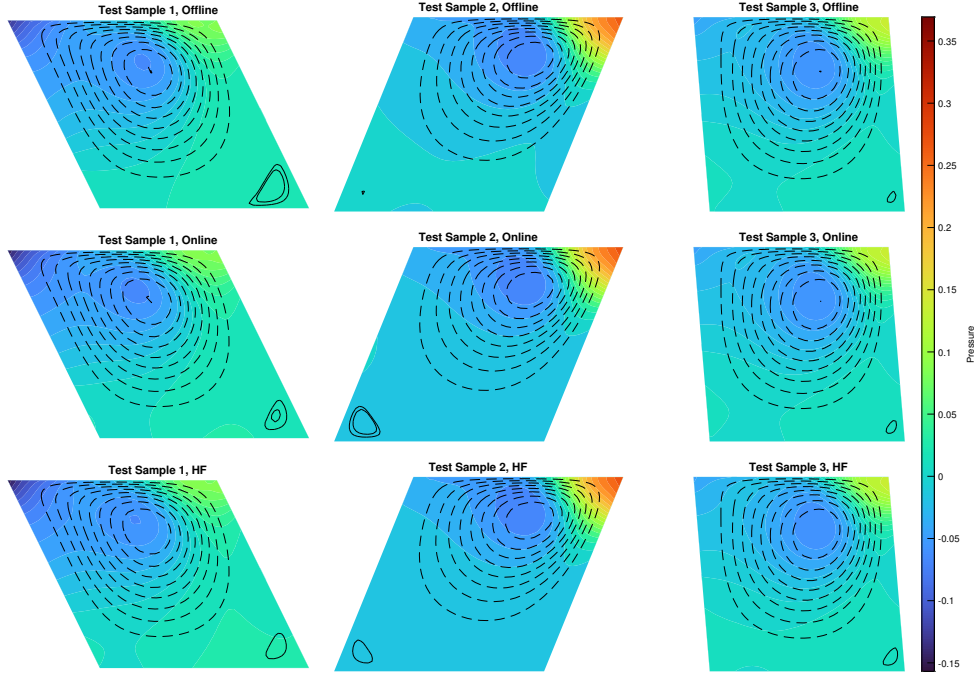 Test Sample 1, Offline
Test Sample 2, Offline
Test Sample 3, Offline
Test Sample 1, Online
Test Sample 2, Online
Test Sample 3, Online
Test Sample 1, HF
Test Sample 2, HF
Test Sample 3, HF
0.35
0.3
0.25
0.2
0.15
0.1
0.05
0
-0.05
-0.1
-0.15
Pressure